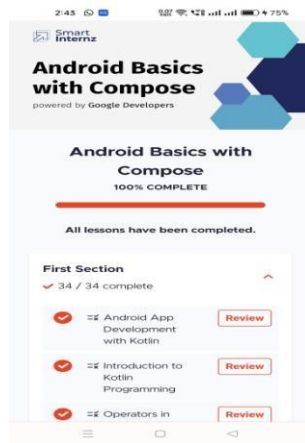 2:43
75%
Smart
Internz
Android Basics
with Compose
powered by Google Developers
Android Basics with
Compose
100% COMPLETE
All lessons have been completed.
First Section
34 / 34 complete
Android App
Development
with Kotlin
Review
Introduction to
Kotlin
Programming
Review
Operators in
Review